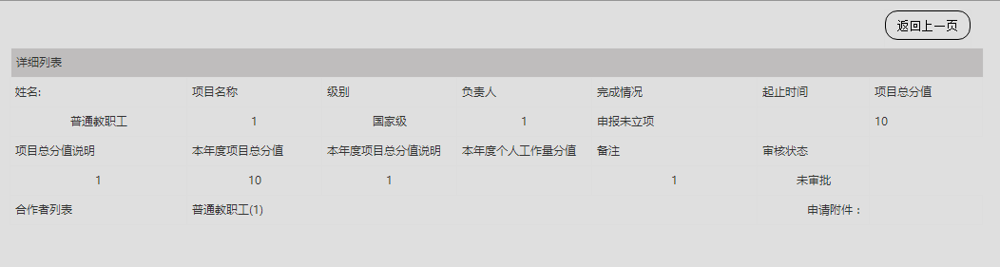 返回上一页
详细列表
姓名: 项目名称 级别 负责人 完成情况 起止时间 项目总分值
普通教职工 1 国家级 1 申报未立项 10
项目总分值说明 本年度项目总分值 本年度项目总分值说明 本年度个人工作量分值 备注 审核状态
1 10 1 1 未审批
合作者列表 普通教职工(1) 申请附件：